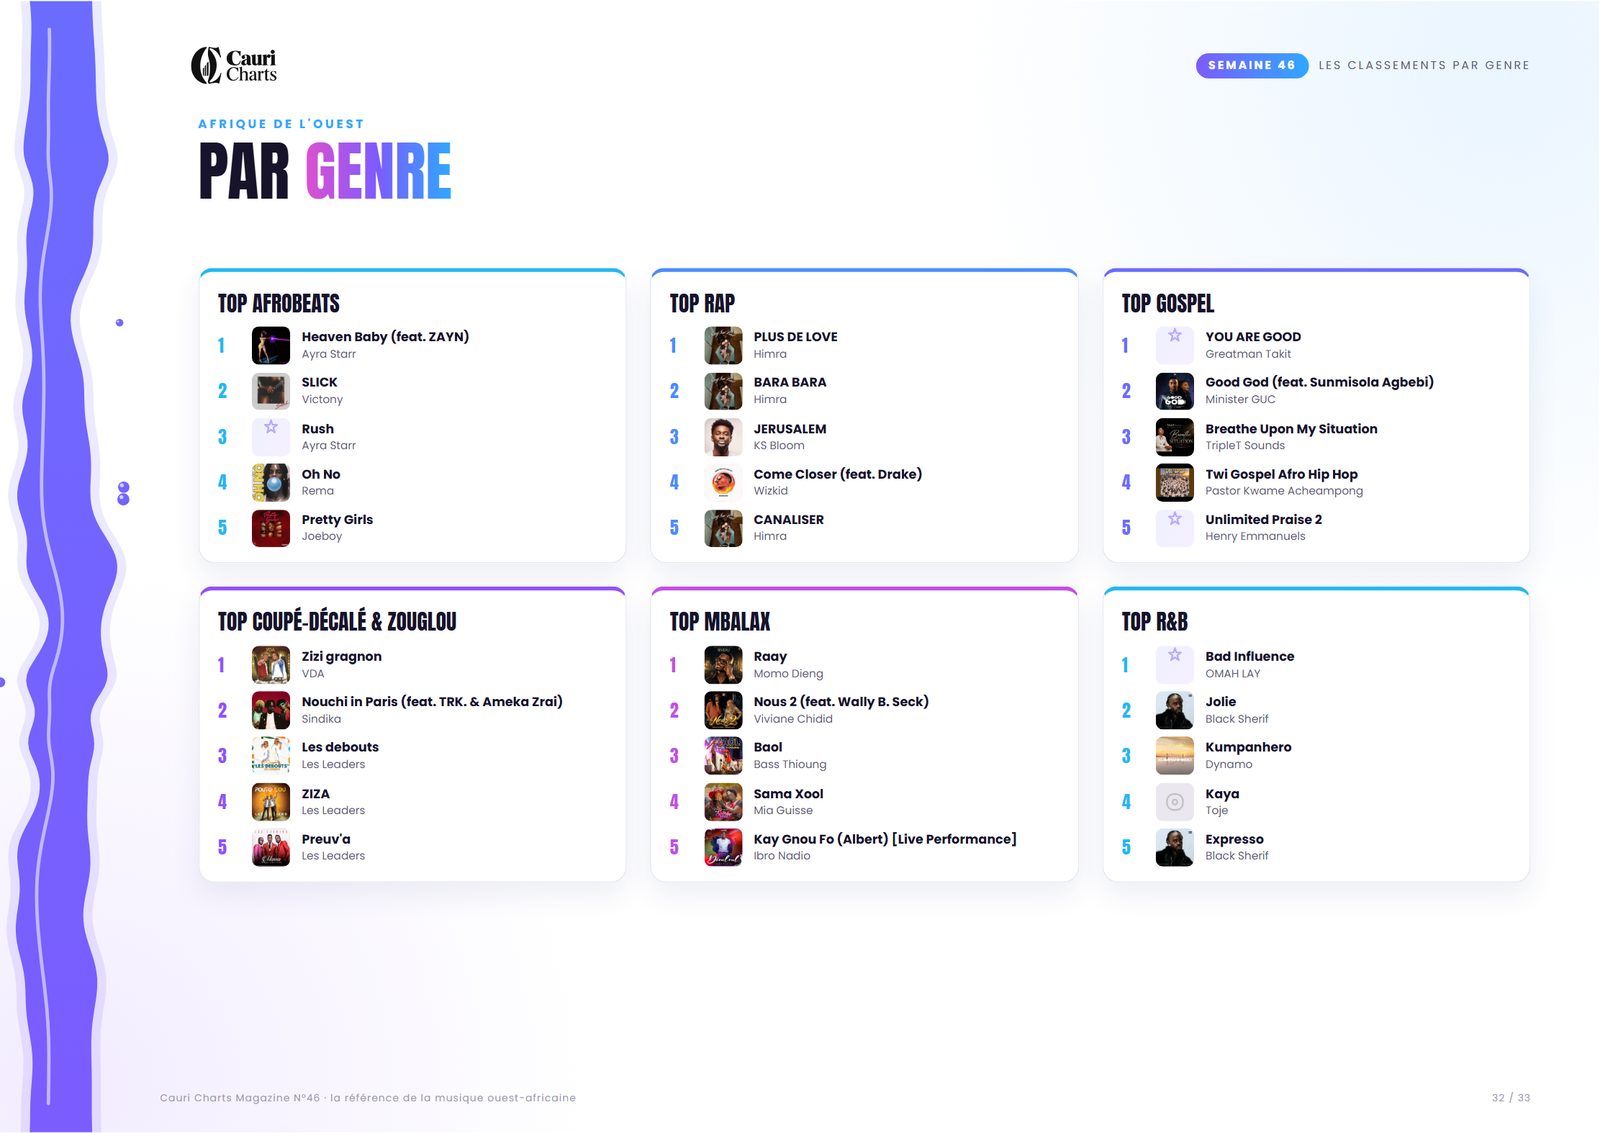 Cauri
Charts
SEMAINE 46 LES CLASSEMENTS PAR GENRE
AFRIQUE DE L'OUEST
PAR GENRE
TOP AFROBEATS
1
Heaven Baby (feat. ZAYN)
Ayra Starr
2
SLICK
Victony
3
Rush
Ayra Starr
4
Oh No
Rema
5
Pretty Girls
Joeboy
TOP RAP
1
PLUS DE LOVE
Himra
2
BARA BARA
Himra
3
JERUSALEM
KS Bloom
4
Come Closer (feat. Drake)
Wizkid
5
CANALISER
Himra
TOP GOSPEL
1
YOU ARE GOOD
Greatman Takit
2
Good God (feat. Sunmisola Agbebi)
Minister GUC
3
Breathe Upon My Situation
TripleT Sounds
4
Twi Gospel Afro Hip Hop
Pastor Kwame Acheampong
5
Unlimited Praise 2
Henry Emmanuels
TOP COUPÉ-DÉCALÉ & ZOUGLOU
1
Zizi gragnon
VDA
2
Nouchi in Paris (feat. TRK. & Ameka Zrai)
Sindika
3
Les debouts
Les Leaders
4
ZIZA
Les Leaders
5
Preuv'a
Les Leaders
TOP MBALAX
1
Raay
Momo Dieng
2
Nous 2 (feat. Wally B. Seck)
Viviane Chidid
3
Baol
Bass Thioung
4
Sama Xool
Mia Guisse
5
Kay Gnou Fo (Albert) [Live Performance]
Ibro Nadio
TOP R&B
1
Bad Influence
OMAH LAY
2
Jolie
Black Sherif
3
Kumpanhero
Dynamo
4
Kaya
Toje
5
Expresso
Black Sherif
Cauri Charts Magazine N°46 · la référence de la musique ouest-africaine
32 / 33